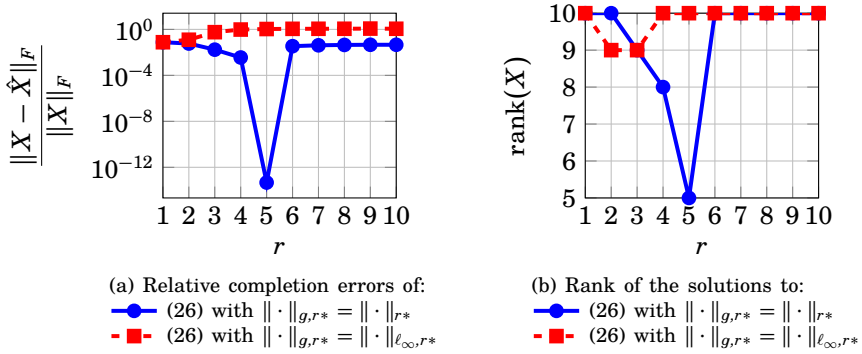 10^0
10^{-4}
10^{-8}
10^{-12}
‖X − X̂‖_F
‖X‖_F
1 2 3 4 5 6 7 8 9 10
r
(a) Relative completion errors of:
(26) with ‖ · ‖_{g,r∗} = ‖ · ‖_{r∗}
(26) with ‖ · ‖_{g,r∗} = ‖ · ‖_{ℓ∞,r∗}
10
9
8
7
6
5
rank(X)
1 2 3 4 5 6 7 8 9 10
r
(b) Rank of the solutions to:
(26) with ‖ · ‖_{g,r∗} = ‖ · ‖_{r∗}
(26) with ‖ · ‖_{g,r∗} = ‖ · ‖_{ℓ∞,r∗}